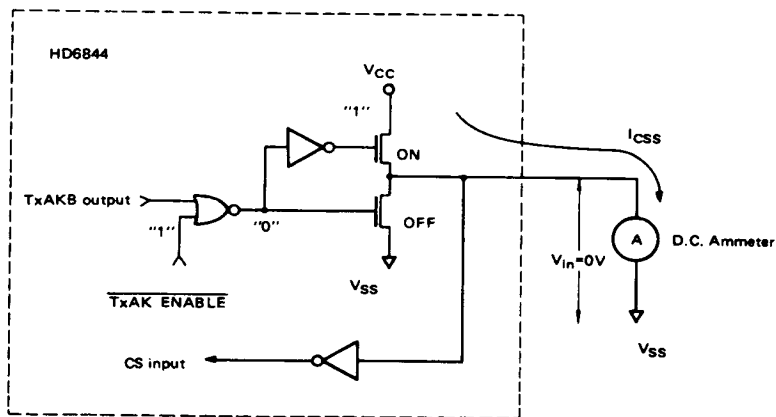 HD6844
VCC
"1"
ICSS
ON
TxAKB output
"1"
"0"
OFF
A
D.C. Ammeter
Vin=0V
TxAK ENABLE
VSS
VSS
CS input